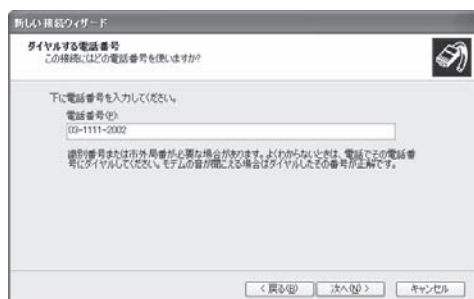 新しい接続ウィザード
ダイヤルする電話番号
この接続にはどの電話番号を使いますか?
下に電話番号を入力してください。
電話番号(P):
03-1111-2002
識別番号または市外局番が必要な場合があります。よくわからないときは、電話でその電話番
号にダイヤルしてください。モデムの音が聞こえる場合はダイヤルしたその番号が正解です。
< 戻る(B)
次へ(N) >
キャンセル